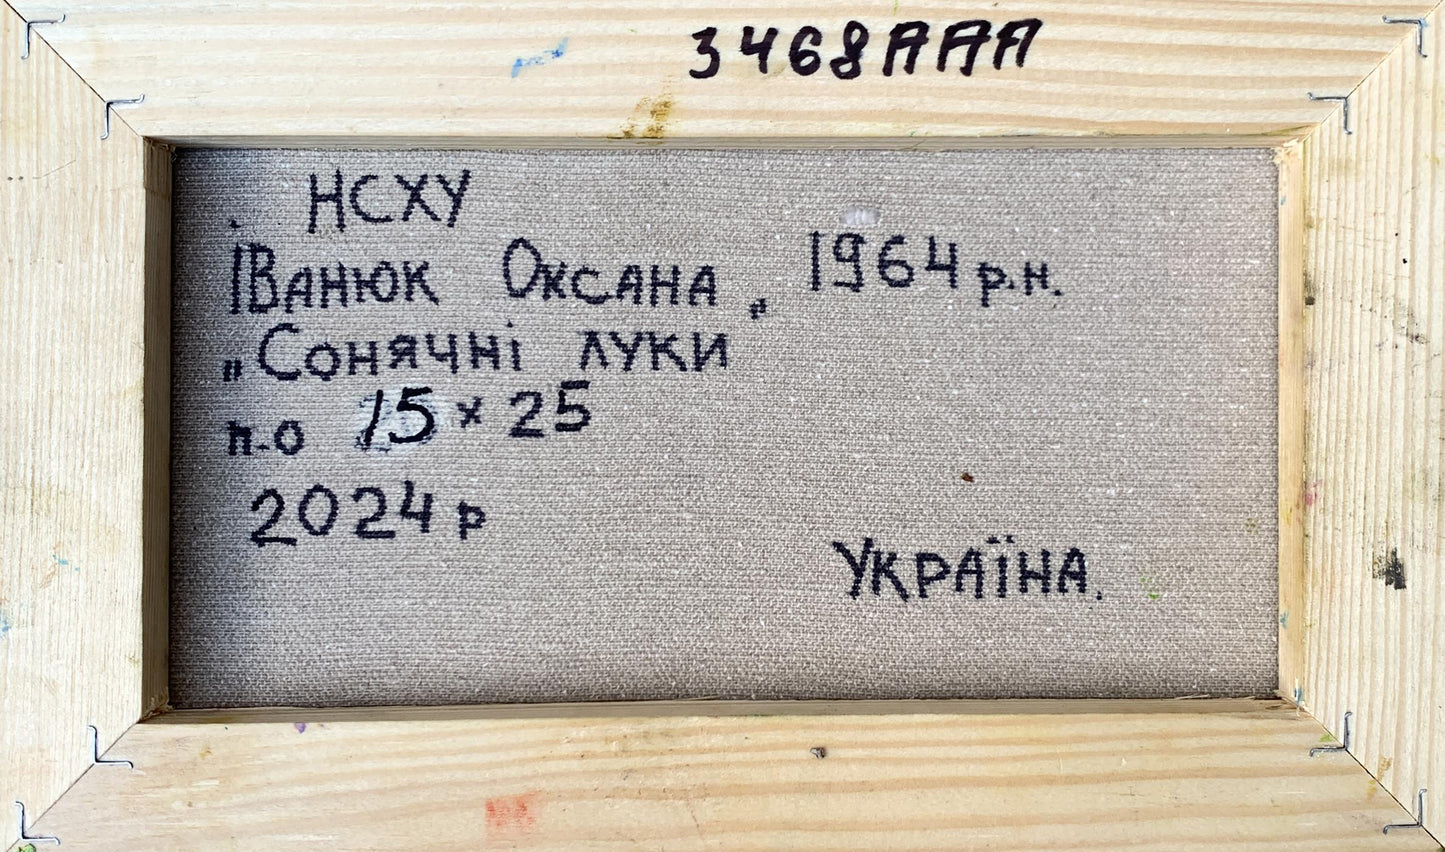 3468AAA
НСХУ
Іванюк Оксана, 1964 р.н.
„Сонячні луки"
п.о 15 x 25
2024 р
Україна.